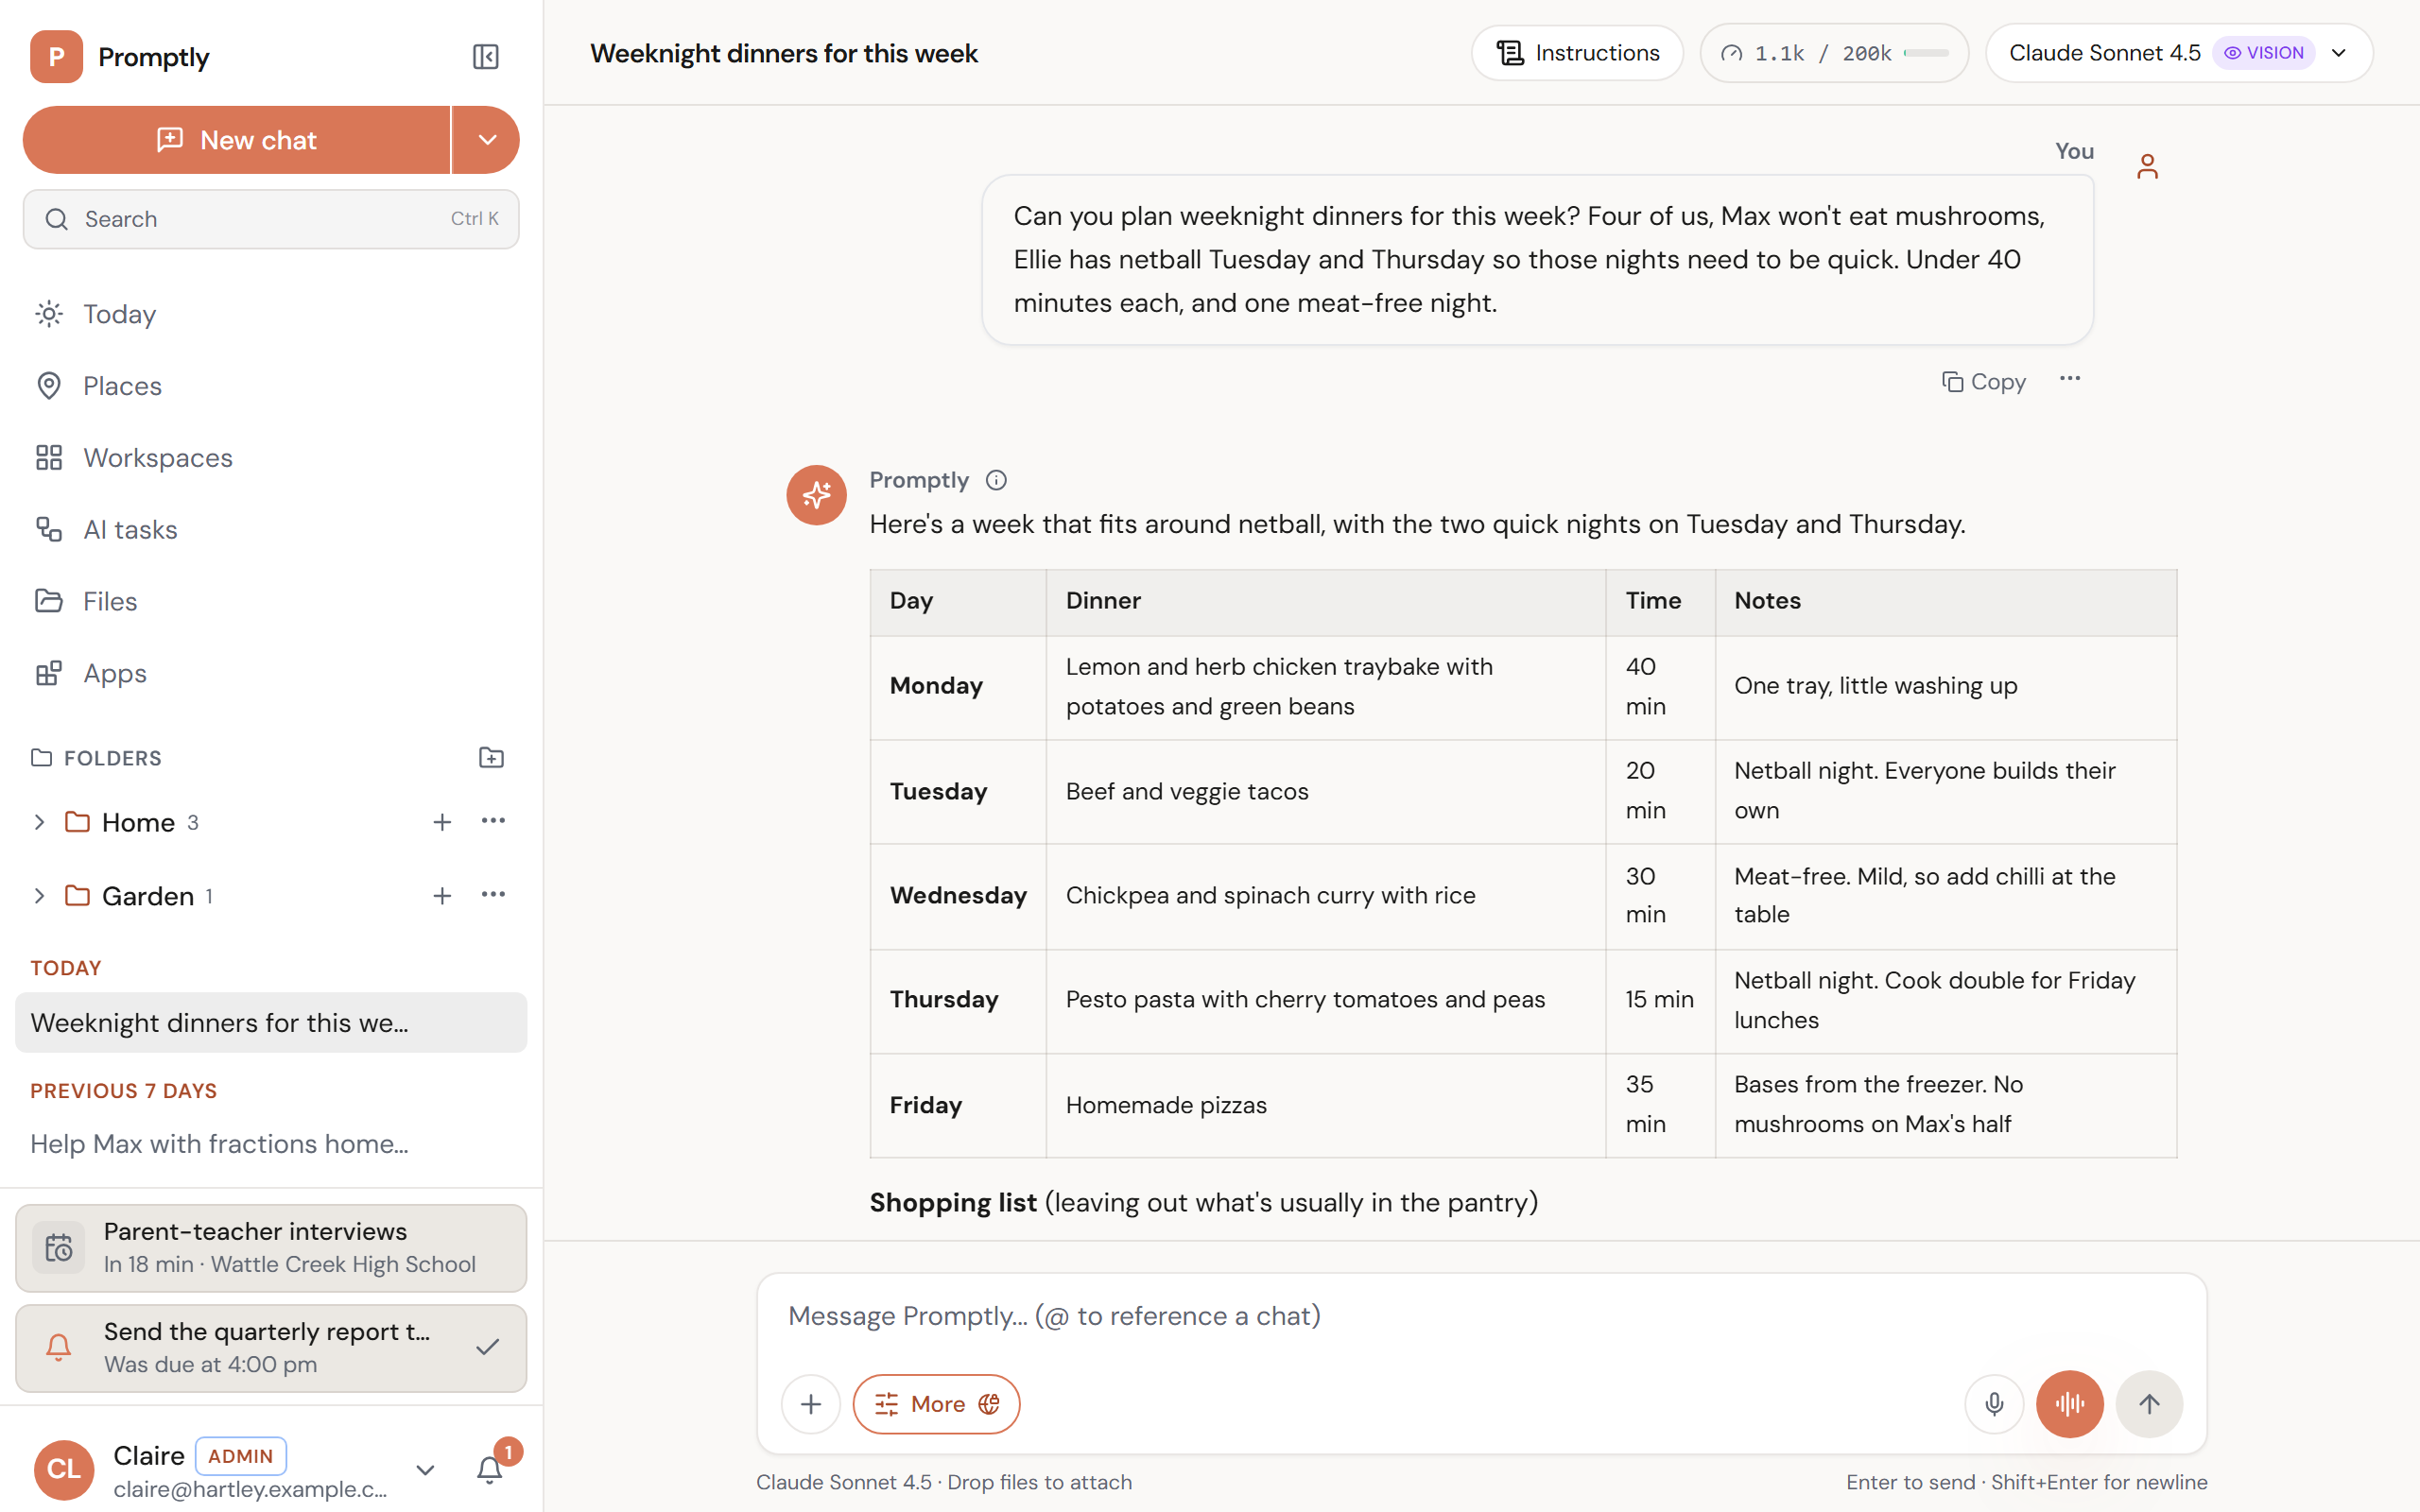 P Promptly
New chat
Search Ctrl K
Today
Places
Workspaces
AI tasks
Files
Apps
FOLDERS
Home 3
Garden 1
TODAY
Weeknight dinners for this we...
PREVIOUS 7 DAYS
Help Max with fractions home...
Parent-teacher interviews
In 18 min · Wattle Creek High School
Send the quarterly report t...
Was due at 4:00 pm
CL Claire ADMIN
claire@hartley.example.c...
1
Weeknight dinners for this week
Instructions
1.1k / 200k
Claude Sonnet 4.5 VISION
You
Can you plan weeknight dinners for this week? Four of us, Max won't eat mushrooms,
Ellie has netball Tuesday and Thursday so those nights need to be quick. Under 40
minutes each, and one meat-free night.
Copy
Promptly
Here's a week that fits around netball, with the two quick nights on Tuesday and Thursday.
Day Dinner Time Notes
Monday
Lemon and herb chicken traybake with
potatoes and green beans
40
min
One tray, little washing up
Tuesday
Beef and veggie tacos
20
min
Netball night. Everyone builds their
own
Wednesday
Chickpea and spinach curry with rice
30
min
Meat-free. Mild, so add chilli at the
table
Thursday
Pesto pasta with cherry tomatoes and peas
15 min
Netball night. Cook double for Friday
lunches
Friday
Homemade pizzas
35
min
Bases from the freezer. No
mushrooms on Max's half
Shopping list (leaving out what's usually in the pantry)
Message Promptly... (@ to reference a chat)
More
Claude Sonnet 4.5 · Drop files to attach
Enter to send · Shift+Enter for newline